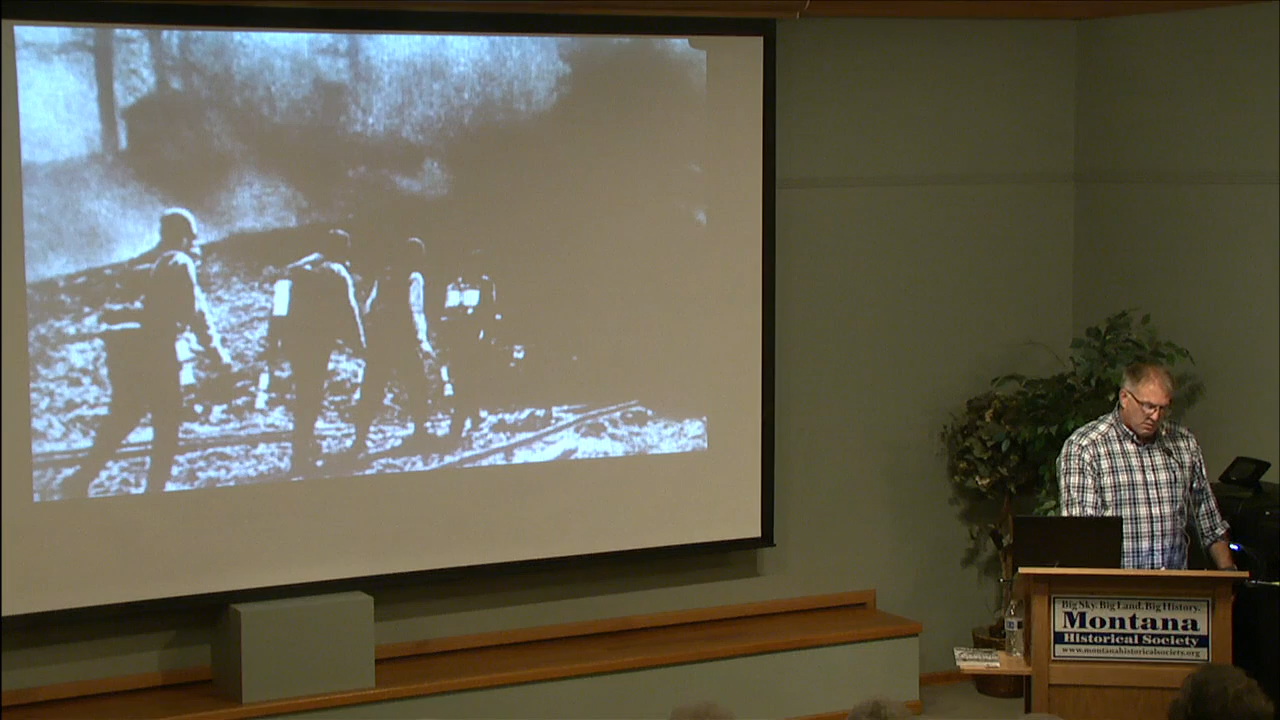 Big Sky. Big Land. Big History.
Montana
Historical Society
www.montanahistoricalsociety.org